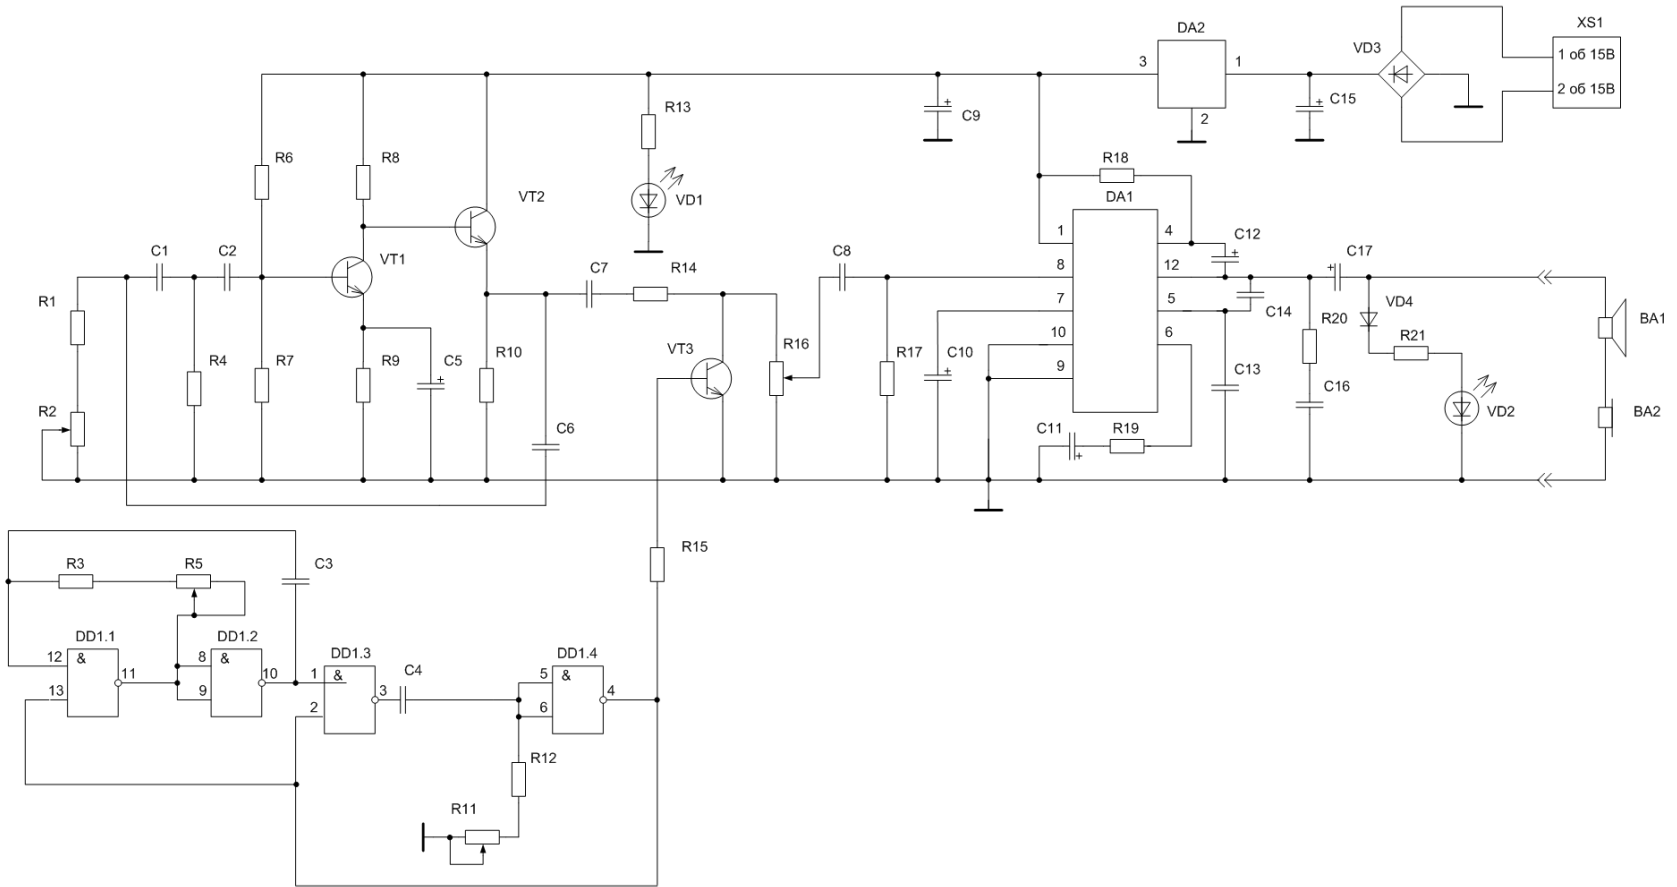 XS1
DA2
VD3
1 об 15В
3
1
2 об 15В
R13
C15
C9
2
R6
R8
R18
VT2
VD1
DA1
1
4
C12
C1
C2
VT1
C8
C17
8
12
C7
R14
R1
VD4
7
5
C14
BA1
R20
R21
VT3
R16
10
6
R4
R7
R9
C5
R10
R17
C10
9
C13
C16
R2
VD2
BA2
C6
C11
R19
R15
R3
R5
C3
DD1.1
DD1.2
DD1.3
C4
DD1.4
12
&
11
8
&
10
1
&
5
&
13
9
3
4
2
6
R12
R11
+
+
+
+
+
+
+